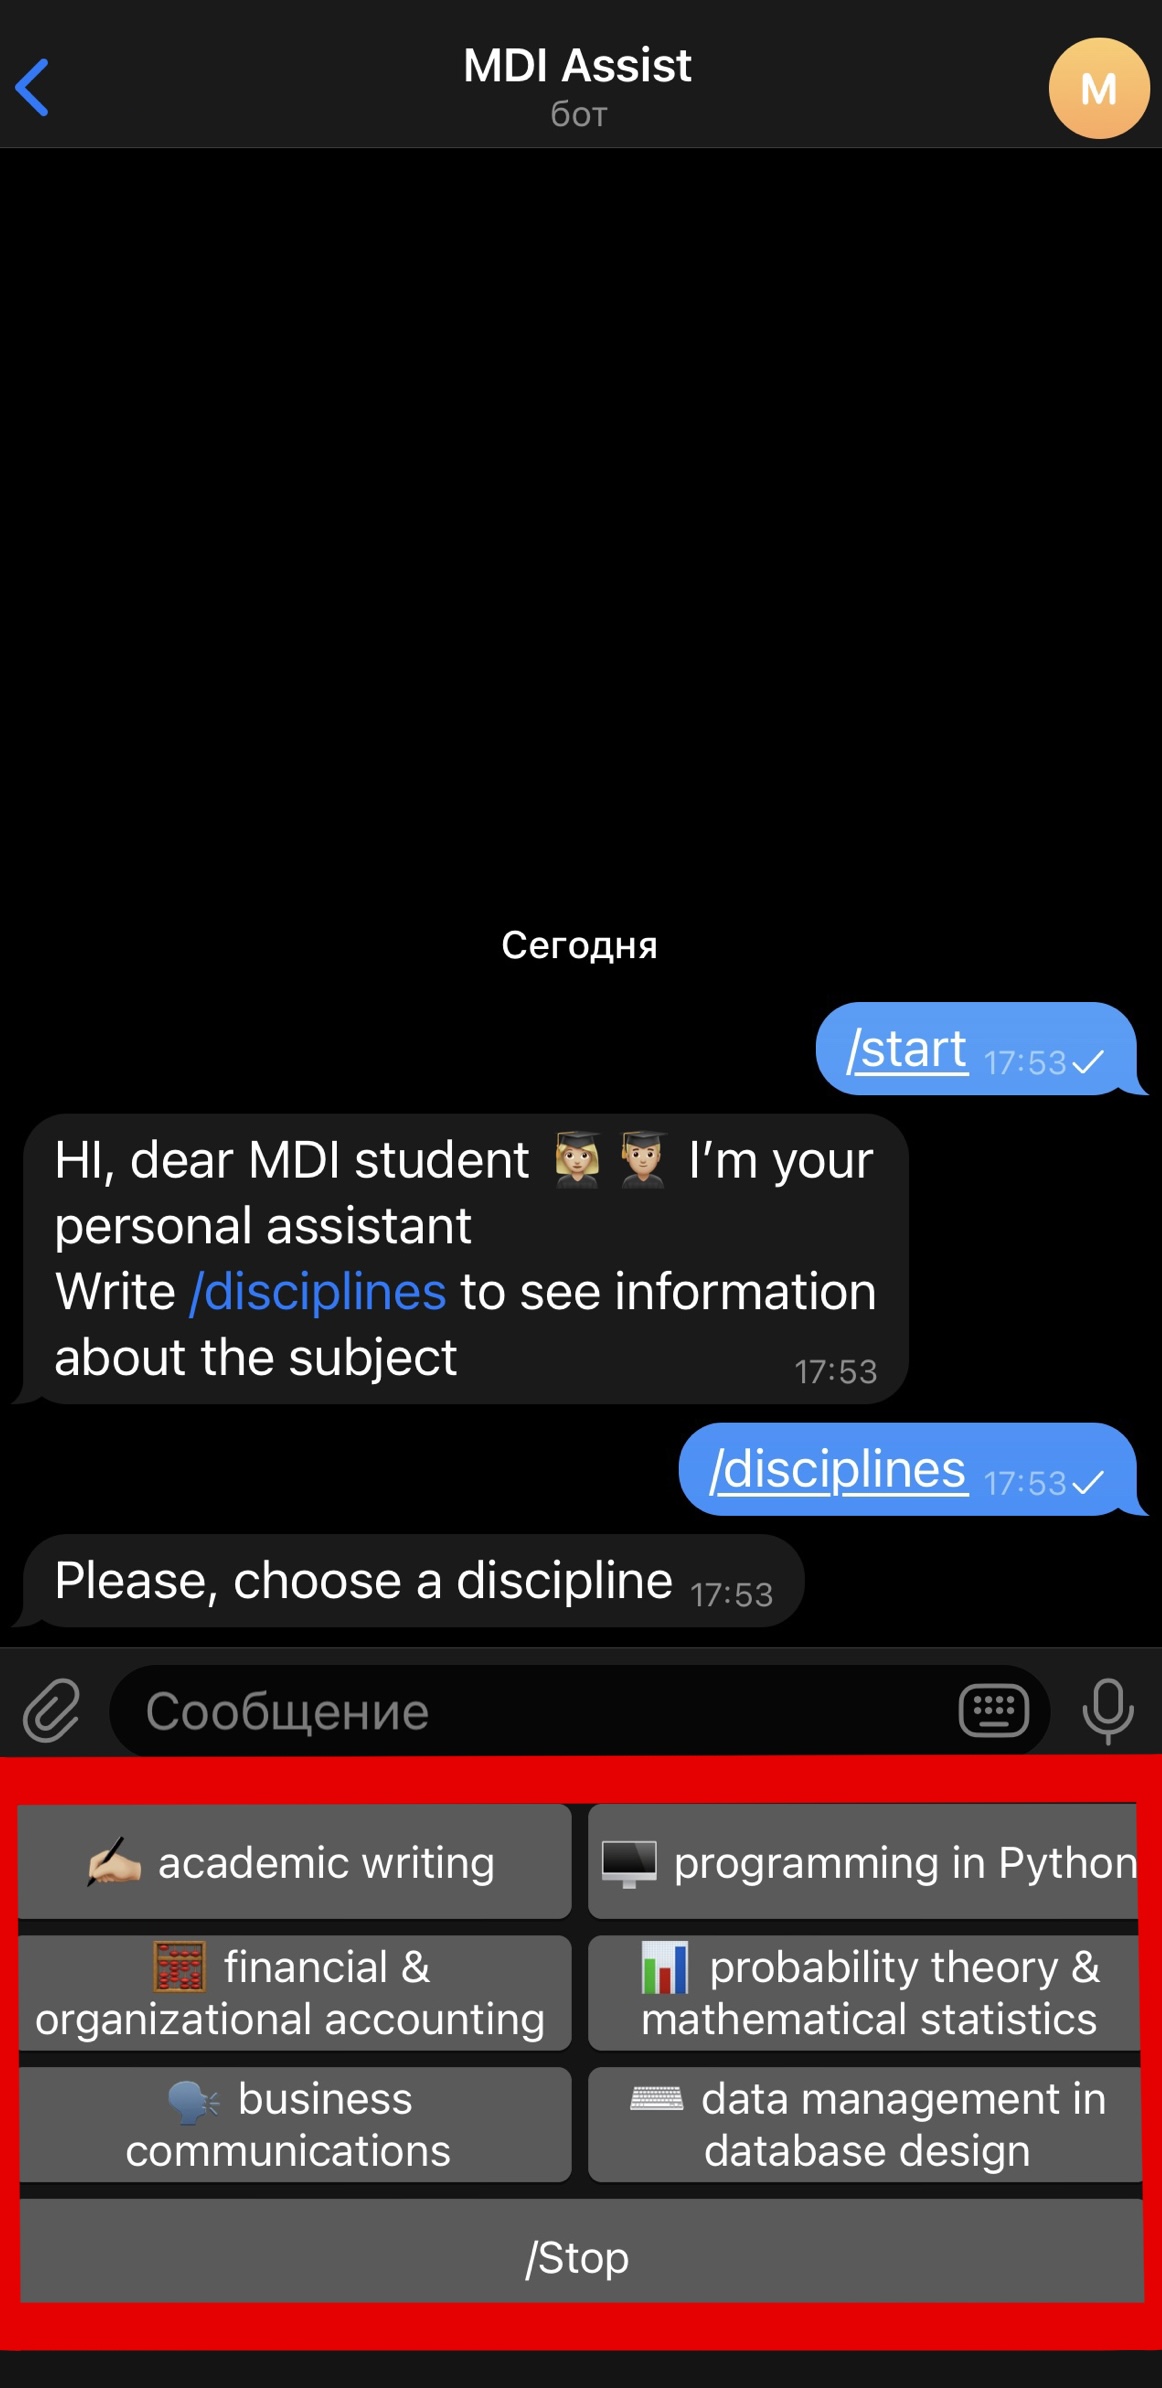 MDI Assist
бот
M
Сегодня
/start 17:53
HI, dear MDI student 👩🏼‍🎓👨🏼‍🎓 I’m your
personal assistant
Write /disciplines to see information
about the subject 17:53
/disciplines 17:53
Please, choose a discipline 17:53
Сообщение
✍🏼 academic writing
🖥 programming in Python
🧮 financial &
organizational accounting
📊 probability theory &
mathematical statistics
🗣 business
communications
⌨️ data management in
database design
/Stop